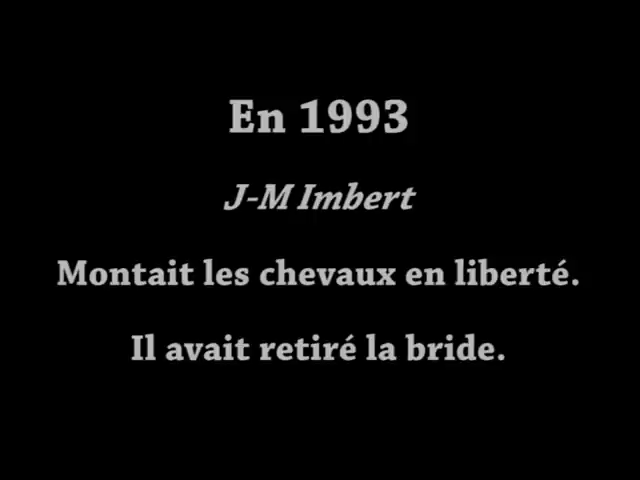 En 1993
J-M Imbert
Montait les chevaux en liberté.
Il avait retiré la bride.